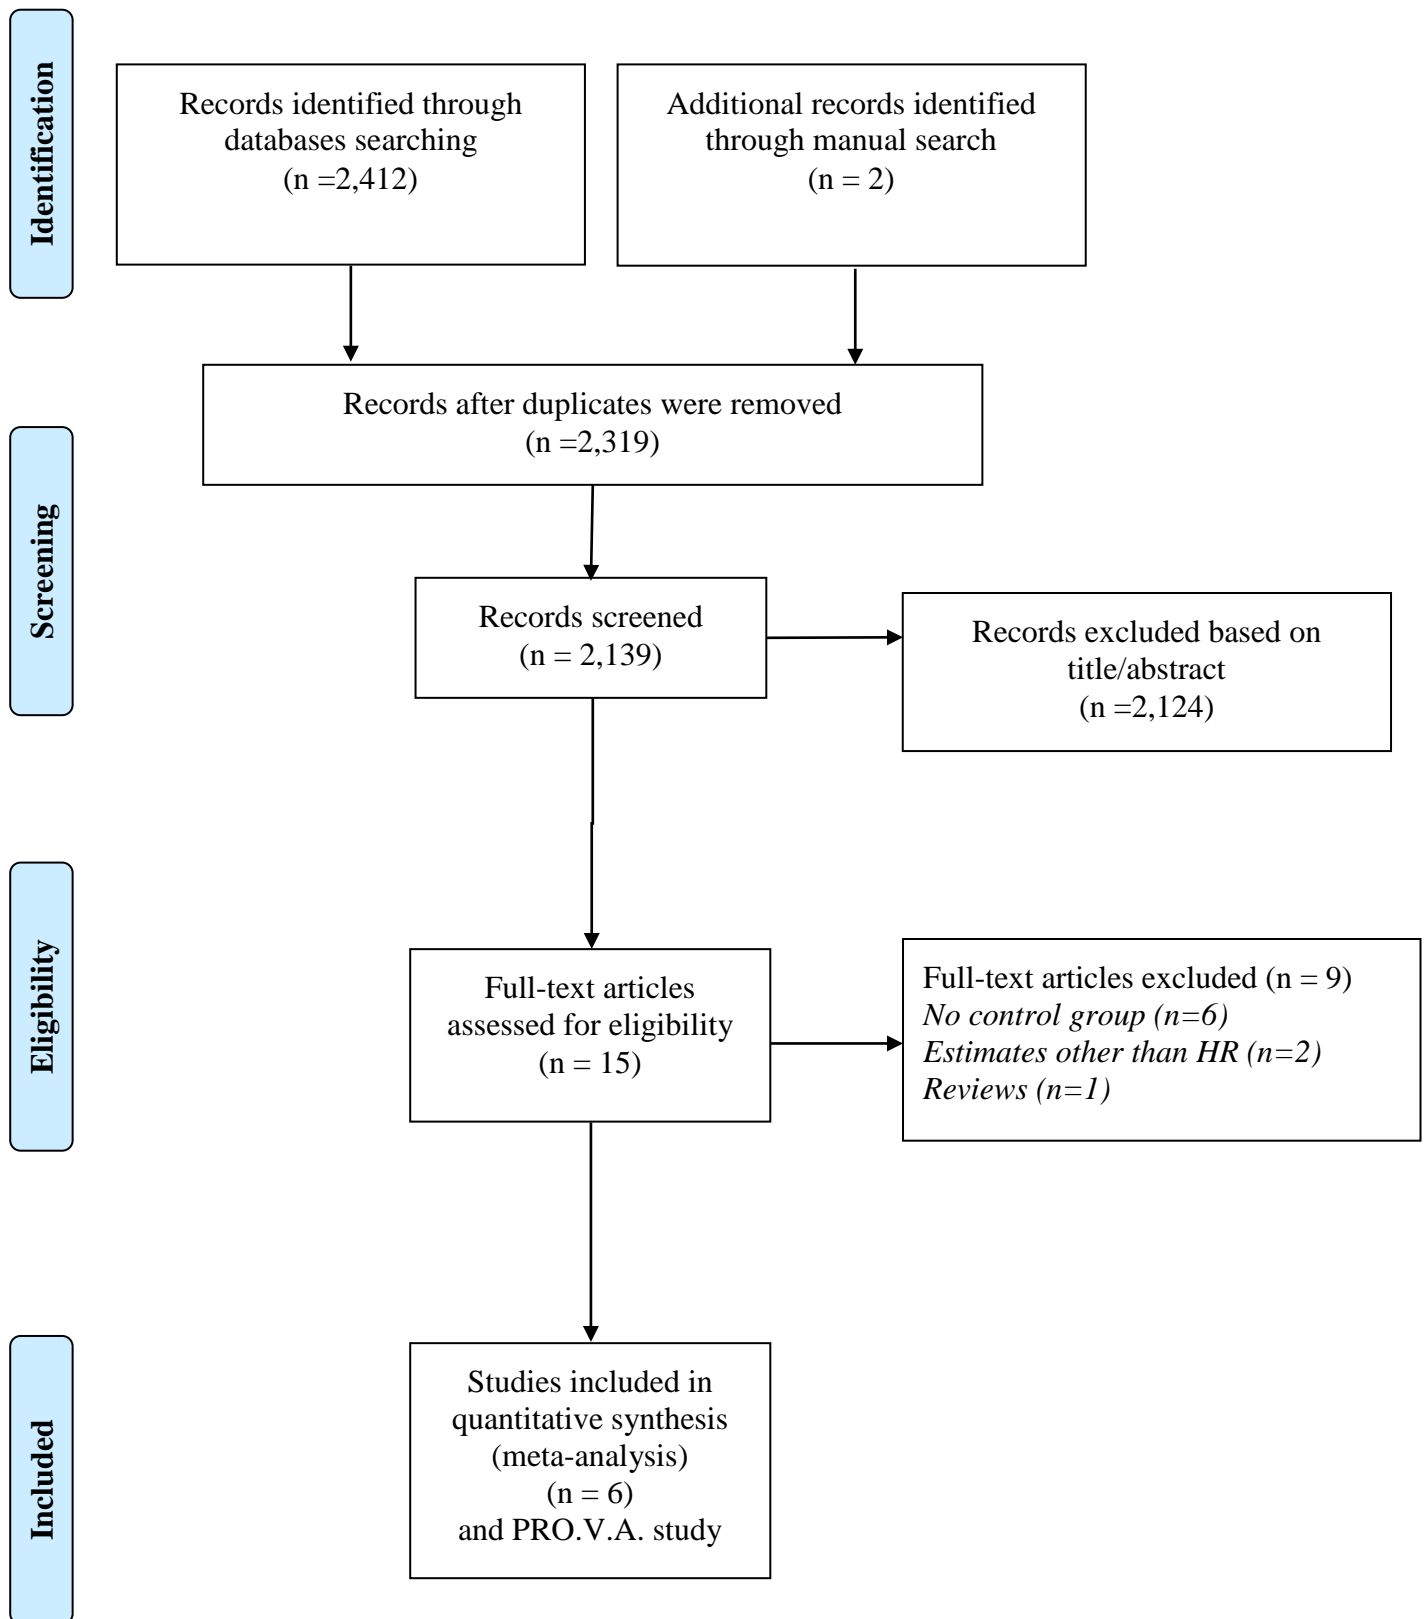 Identification
Records identified through
databases searching
(n =2,412)
Additional records identified
through manual search
(n = 2)
Records after duplicates were removed
(n =2,319)
Screening
Records screened
(n = 2,139)
Records excluded based on
title/abstract
(n =2,124)
Eligibility
Full-text articles
assessed for eligibility
(n = 15)
Full-text articles excluded (n = 9)
No control group (n=6)
Estimates other than HR (n=2)
Reviews (n=1)
Included
Studies included in
quantitative synthesis
(meta-analysis)
(n = 6)
and PRO.V.A. study